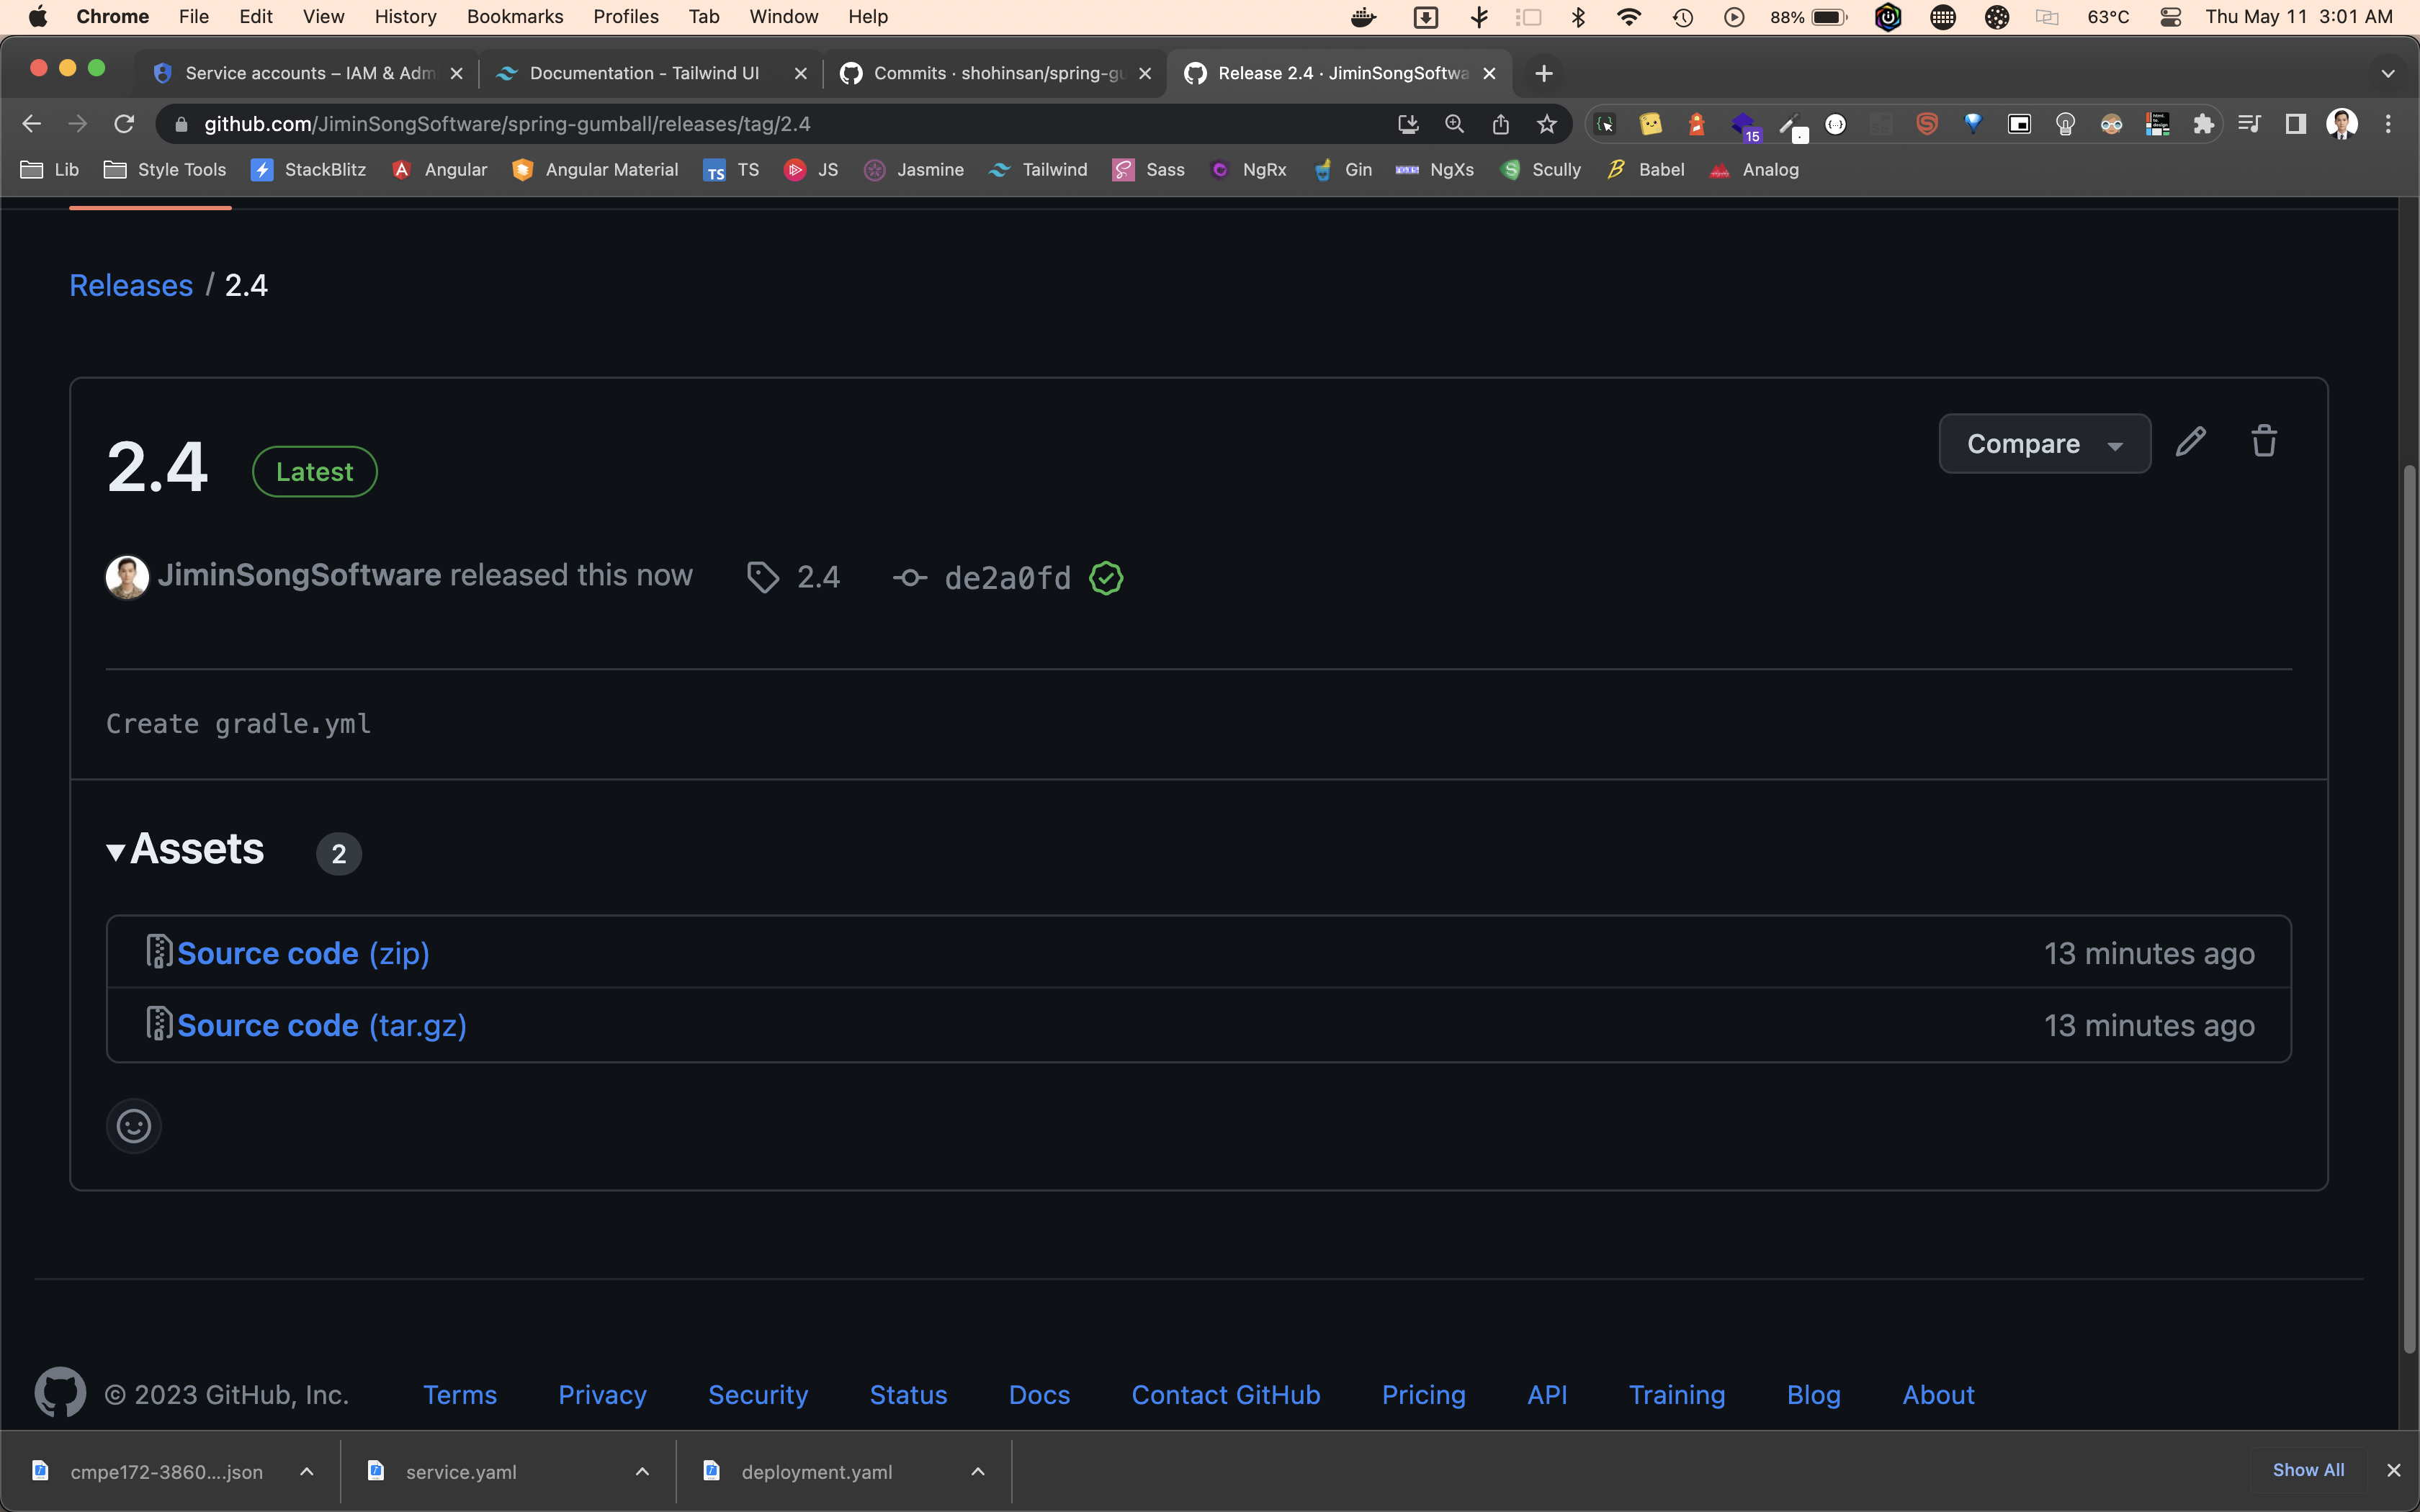 Chrome File Edit View History Bookmarks Profiles Tab Window Help 88% 63°C Thu May 11 3:01 AM
Service accounts – IAM & Adm Documentation - Tailwind UI Commits · shohinsan/spring-gu Release 2.4 · JiminSongSoftwa
github.com/JiminSongSoftware/spring-gumball/releases/tag/2.4 15
Lib Style Tools StackBlitz Angular Angular Material TS JS Jasmine Tailwind Sass NgRx Gin NgXs Scully Babel Analog
Releases / 2.4
2.4 Latest Compare
JiminSongSoftware released this now 2.4 de2a0fd
Create gradle.yml
Assets 2
Source code (zip) 13 minutes ago
Source code (tar.gz) 13 minutes ago
© 2023 GitHub, Inc. Terms Privacy Security Status Docs Contact GitHub Pricing API Training Blog About
cmpe172-3860....json service.yaml deployment.yaml Show All